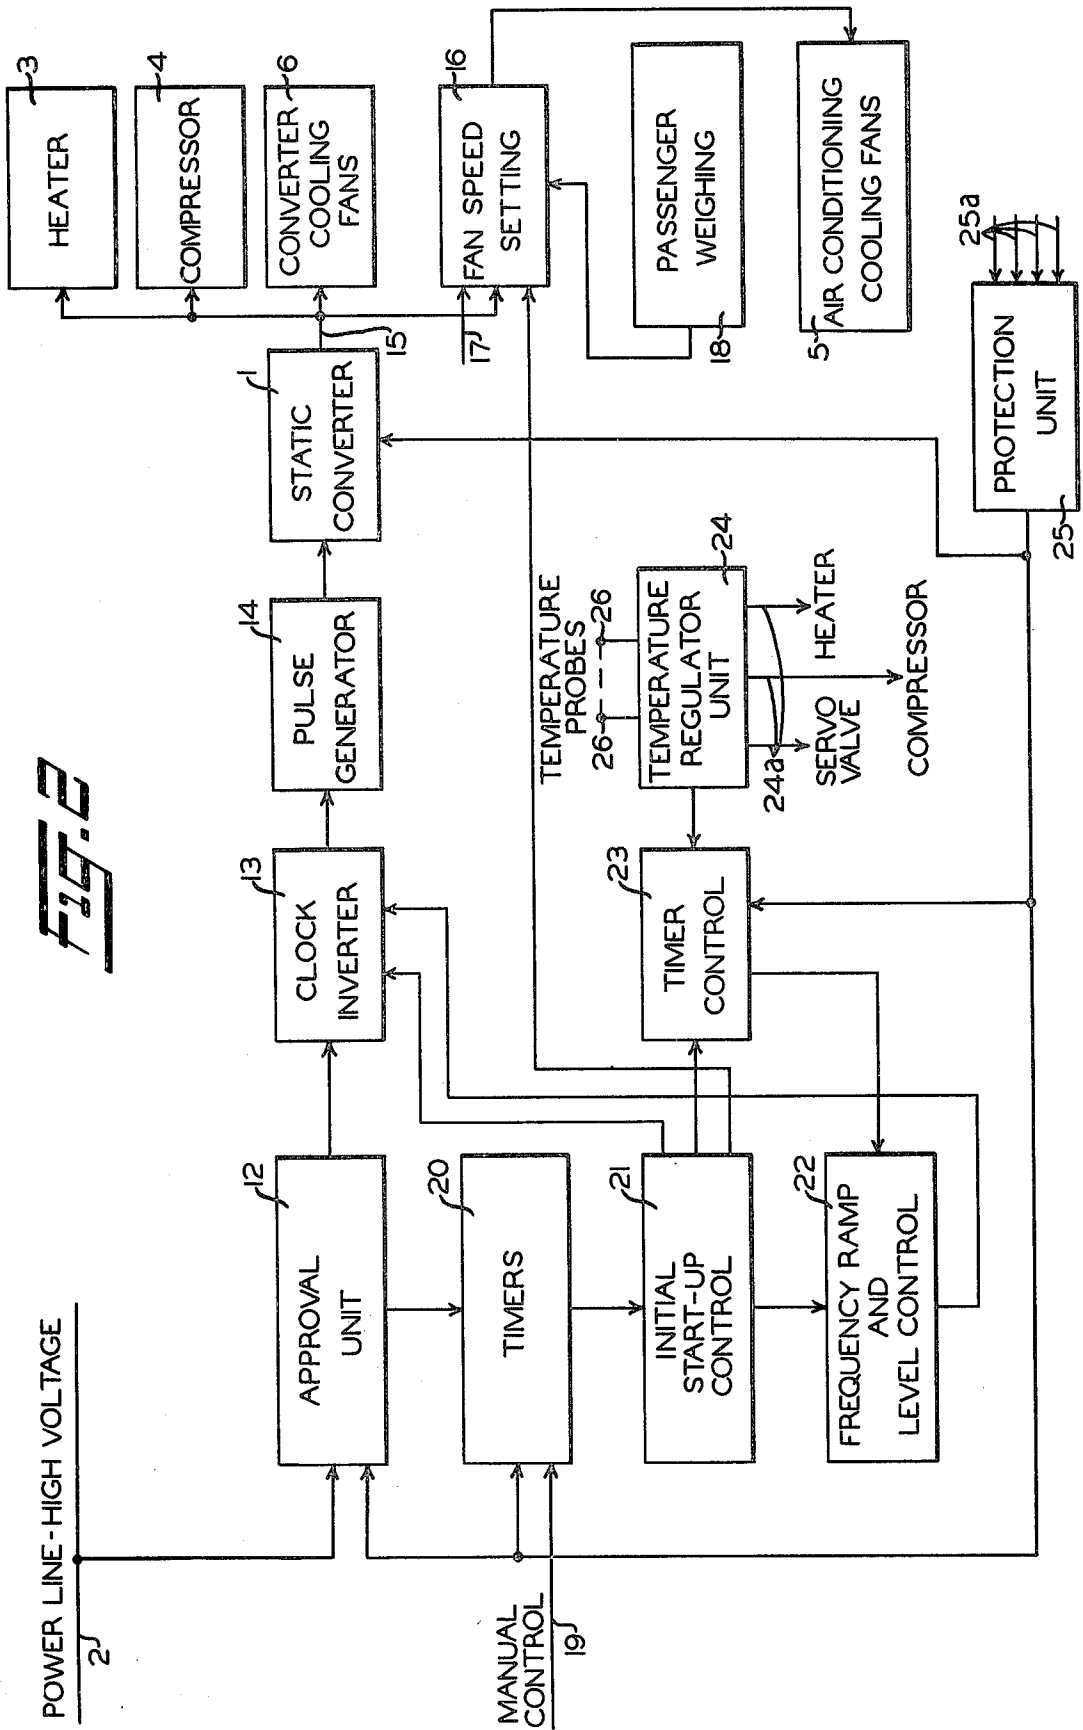 Fig. 2
POWER LINE-HIGH VOLTAGE
2
MANUAL
CONTROL
19
12
APPROVAL
UNIT
20
TIMERS
21
INITIAL
START-UP
CONTROL
22
FREQUENCY RAMP
AND
LEVEL CONTROL
13
CLOCK
INVERTER
23
TIMER
CONTROL
14
PULSE
GENERATOR
TEMPERATURE
PROBES
26
26
24
TEMPERATURE
REGULATOR
UNIT
24a
SERVO
VALVE
HEATER
COMPRESSOR
1
STATIC
CONVERTER
15
3
HEATER
4
COMPRESSOR
6
CONVERTER
COOLING
FANS
16
FAN SPEED
SETTING
17
PASSENGER
WEIGHING
18
AIR CONDITIONING
COOLING FANS
5
25a
PROTECTION
UNIT
25